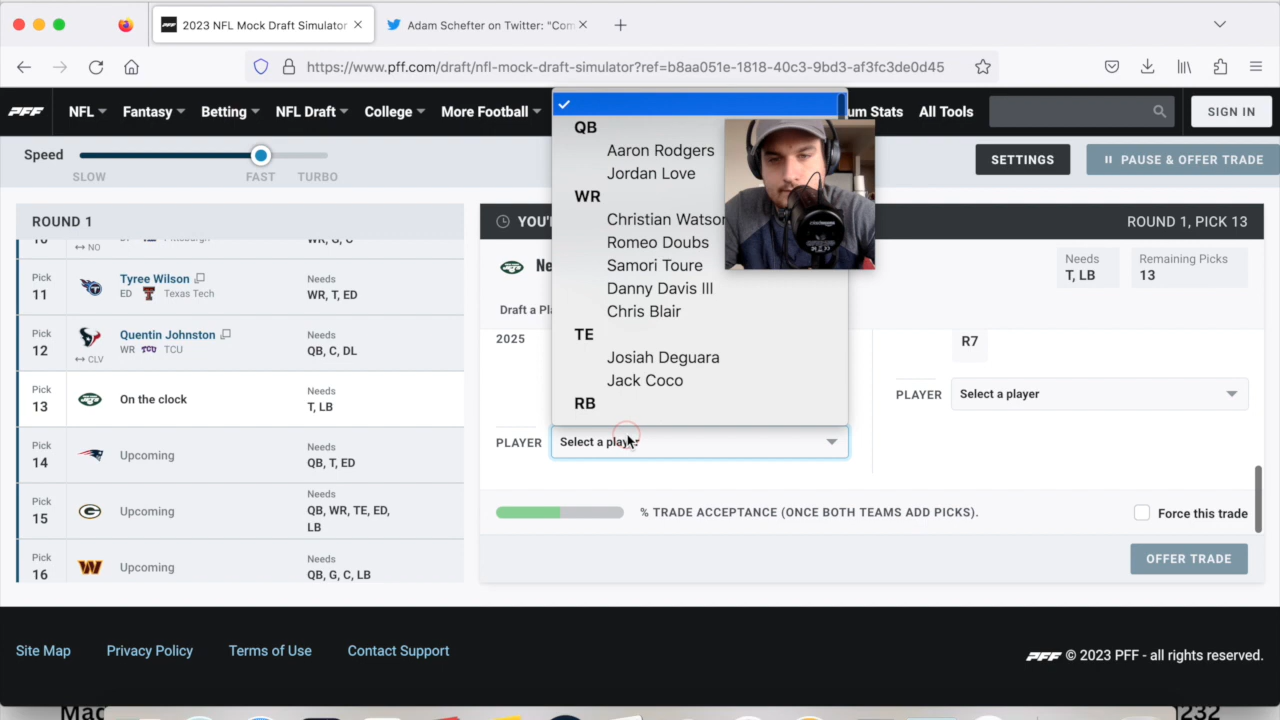 2023 NFL Mock Draft Simulator
Adam Schefter on Twitter: "Com
https://www.pff.com/draft/nfl-mock-draft-simulator?ref=b8aa051e-1818-40c3-9bd3-af3fc3de0d45
PFF NFL Fantasy Betting NFL Draft College More Football um Stats All Tools SIGN IN
Speed
SLOW FAST TURBO
SETTINGS
PAUSE & OFFER TRADE
ROUND 1
↔ NO
Pick 11
Tyree Wilson
ED Texas Tech
Needs
WR, T, ED
Pick 12
Quentin Johnston
WR TCU
↔ CLV
Needs
QB, C, DL
Pick 13
On the clock
Needs
T, LB
Pick 14
Upcoming
Needs
QB, T, ED
Pick 15
Upcoming
Needs
QB, WR, TE, ED,
LB
Pick 16
Upcoming
Needs
QB, G, C, LB
YOU'
ROUND 1, PICK 13
Ne
Needs
T, LB
Remaining Picks
13
Draft a Pl
2025
R7
QB
Aaron Rodgers
Jordan Love
WR
Christian Watson
Romeo Doubs
Samori Toure
Danny Davis III
Chris Blair
TE
Josiah Deguara
Jack Coco
RB
PLAYER Select a player
PLAYER Select a player
% TRADE ACCEPTANCE (ONCE BOTH TEAMS ADD PICKS).
Force this trade
OFFER TRADE
Site Map Privacy Policy Terms of Use Contact Support
PFF © 2023 PFF - all rights reserved.